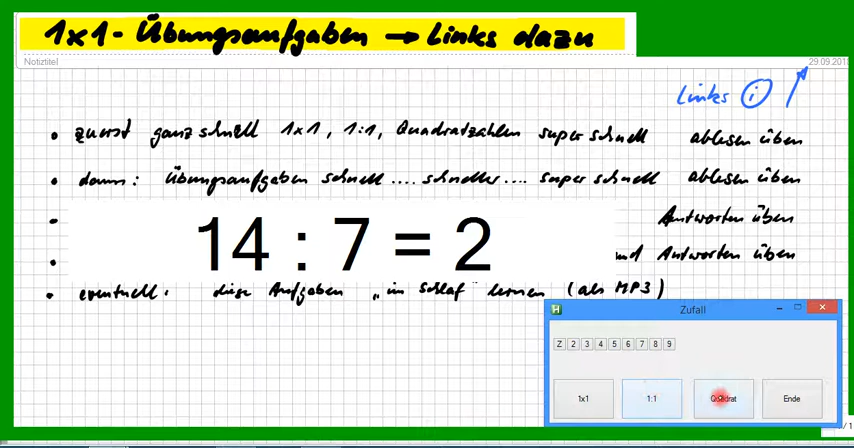 1x1 - Übungsaufgaben → Links dazu
Notiztitel
29.09.201
Links i
• zuerst ganz schnell 1x1, 1:1, Quadratzahlen super schnell ablesen üben
• dann: Übungsaufgaben schnell .... schneller .... super schnell ablesen üben
• Antworten üben
• und Antworten üben
14 : 7 = 2
• eventuell: diese Aufgaben „im Schlaf" lernen (als MP3)
H
Zufall
Z 2 3 4 5 6 7 8 9
1x1 1:1 Quadrat Ende
/1